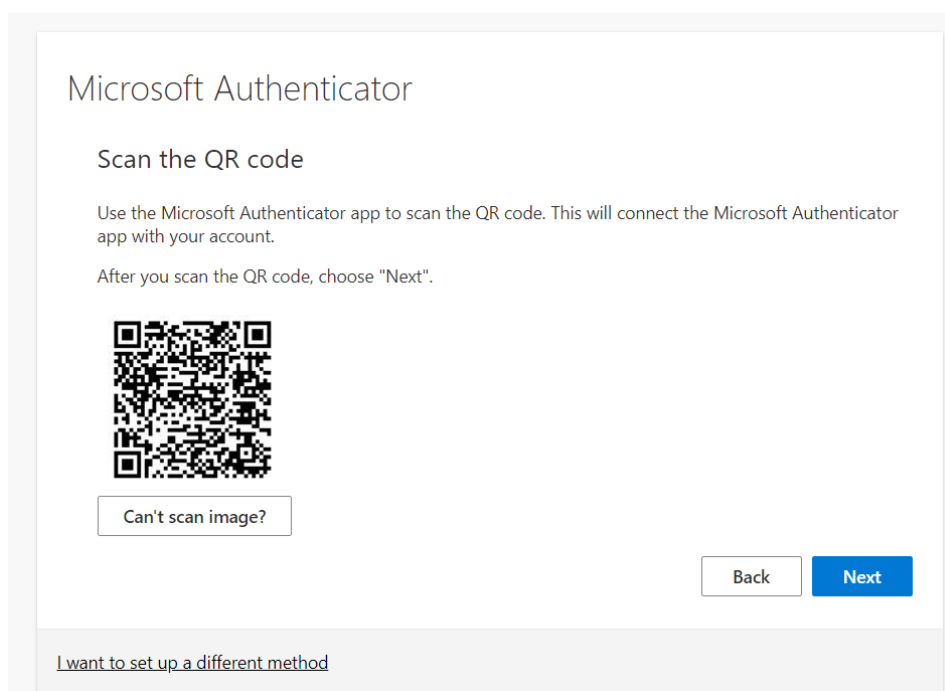 Microsoft Authenticator
Scan the QR code
Use the Microsoft Authenticator app to scan the QR code. This will connect the Microsoft Authenticator
app with your account.
After you scan the QR code, choose "Next".
Can't scan image?
Back
Next
I want to set up a different method